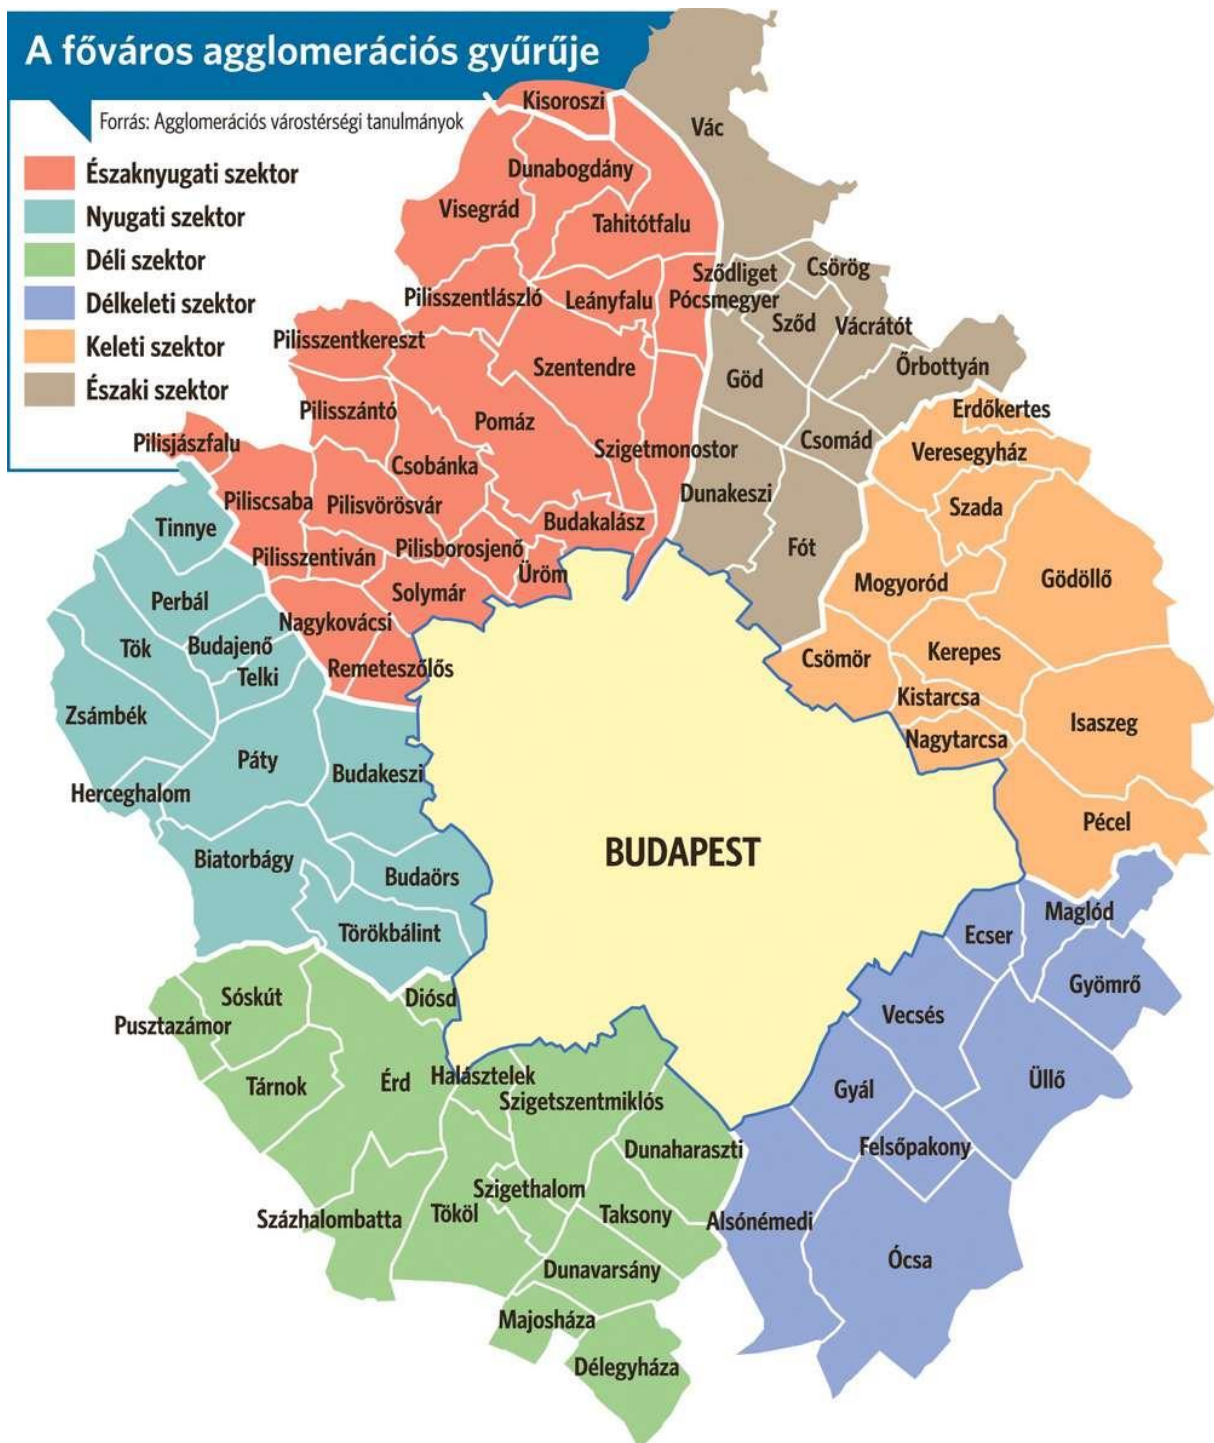 A főváros agglomerációs gyűrűje
Forrás: Agglomerációs várostérségi tanulmányok
Északnyugati szektor
Nyugati szektor
Déli szektor
Délkeleti szektor
Keleti szektor
Északi szektor
Kisoroszi
Vác
Dunabogdány
Visegrád
Tahitótfalu
Sződliget
Csörög
Pilisszentlászló
Leányfalu
Pócsmegyer
Sződ
Vácrátót
Pilisszentkereszt
Szentendre
Őrbottyán
Göd
Erdőkertes
Pilisszántó
Pomáz
Pilisjászfalu
Szigetmonostor
Csomád
Veresegyház
Csobánka
Dunakeszi
Piliscsaba
Pilisvörösvár
Szada
Tinnye
Budakalász
Pilisszentiván
Pilisborosjenő
Fót
Üröm
Mogyoród
Gödöllő
Perbál
Solymár
Nagykovácsi
Tök
Budajenő
Csömör
Kerepes
Telki
Remeteszőlős
Kistarcsa
Zsámbék
Isaszeg
Nagytarcsa
Páty
Budakeszi
Herceghalom
Pécel
BUDAPEST
Biatorbágy
Budaörs
Maglód
Törökbálint
Ecser
Gyömrő
Sóskút
Diósd
Pusztazámor
Vecsés
Tárnok
Érd
Halásztelek
Üllő
Gyál
Szigetszentmiklós
Dunaharaszti
Felsőpakony
Szigethalom
Százhalombatta
Tököl
Taksony
Alsónémedi
Ócsa
Dunavarsány
Majosháza
Délegyháza